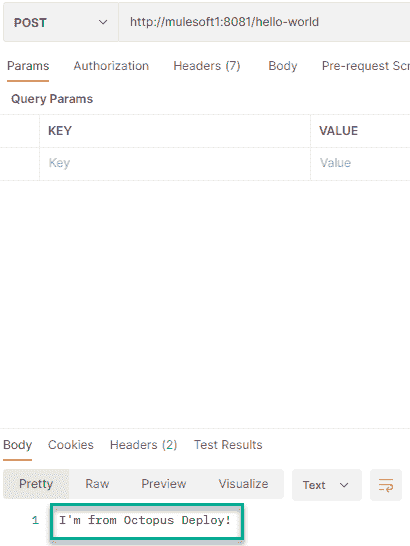 POST http://mulesoft1:8081/hello-world
Params Authorization Headers (7) Body Pre-request Scr
Query Params
KEY VALUE
Key Value
Body Cookies Headers (2) Test Results
Pretty Raw Preview Visualize Text
1 I'm from Octopus Deploy!